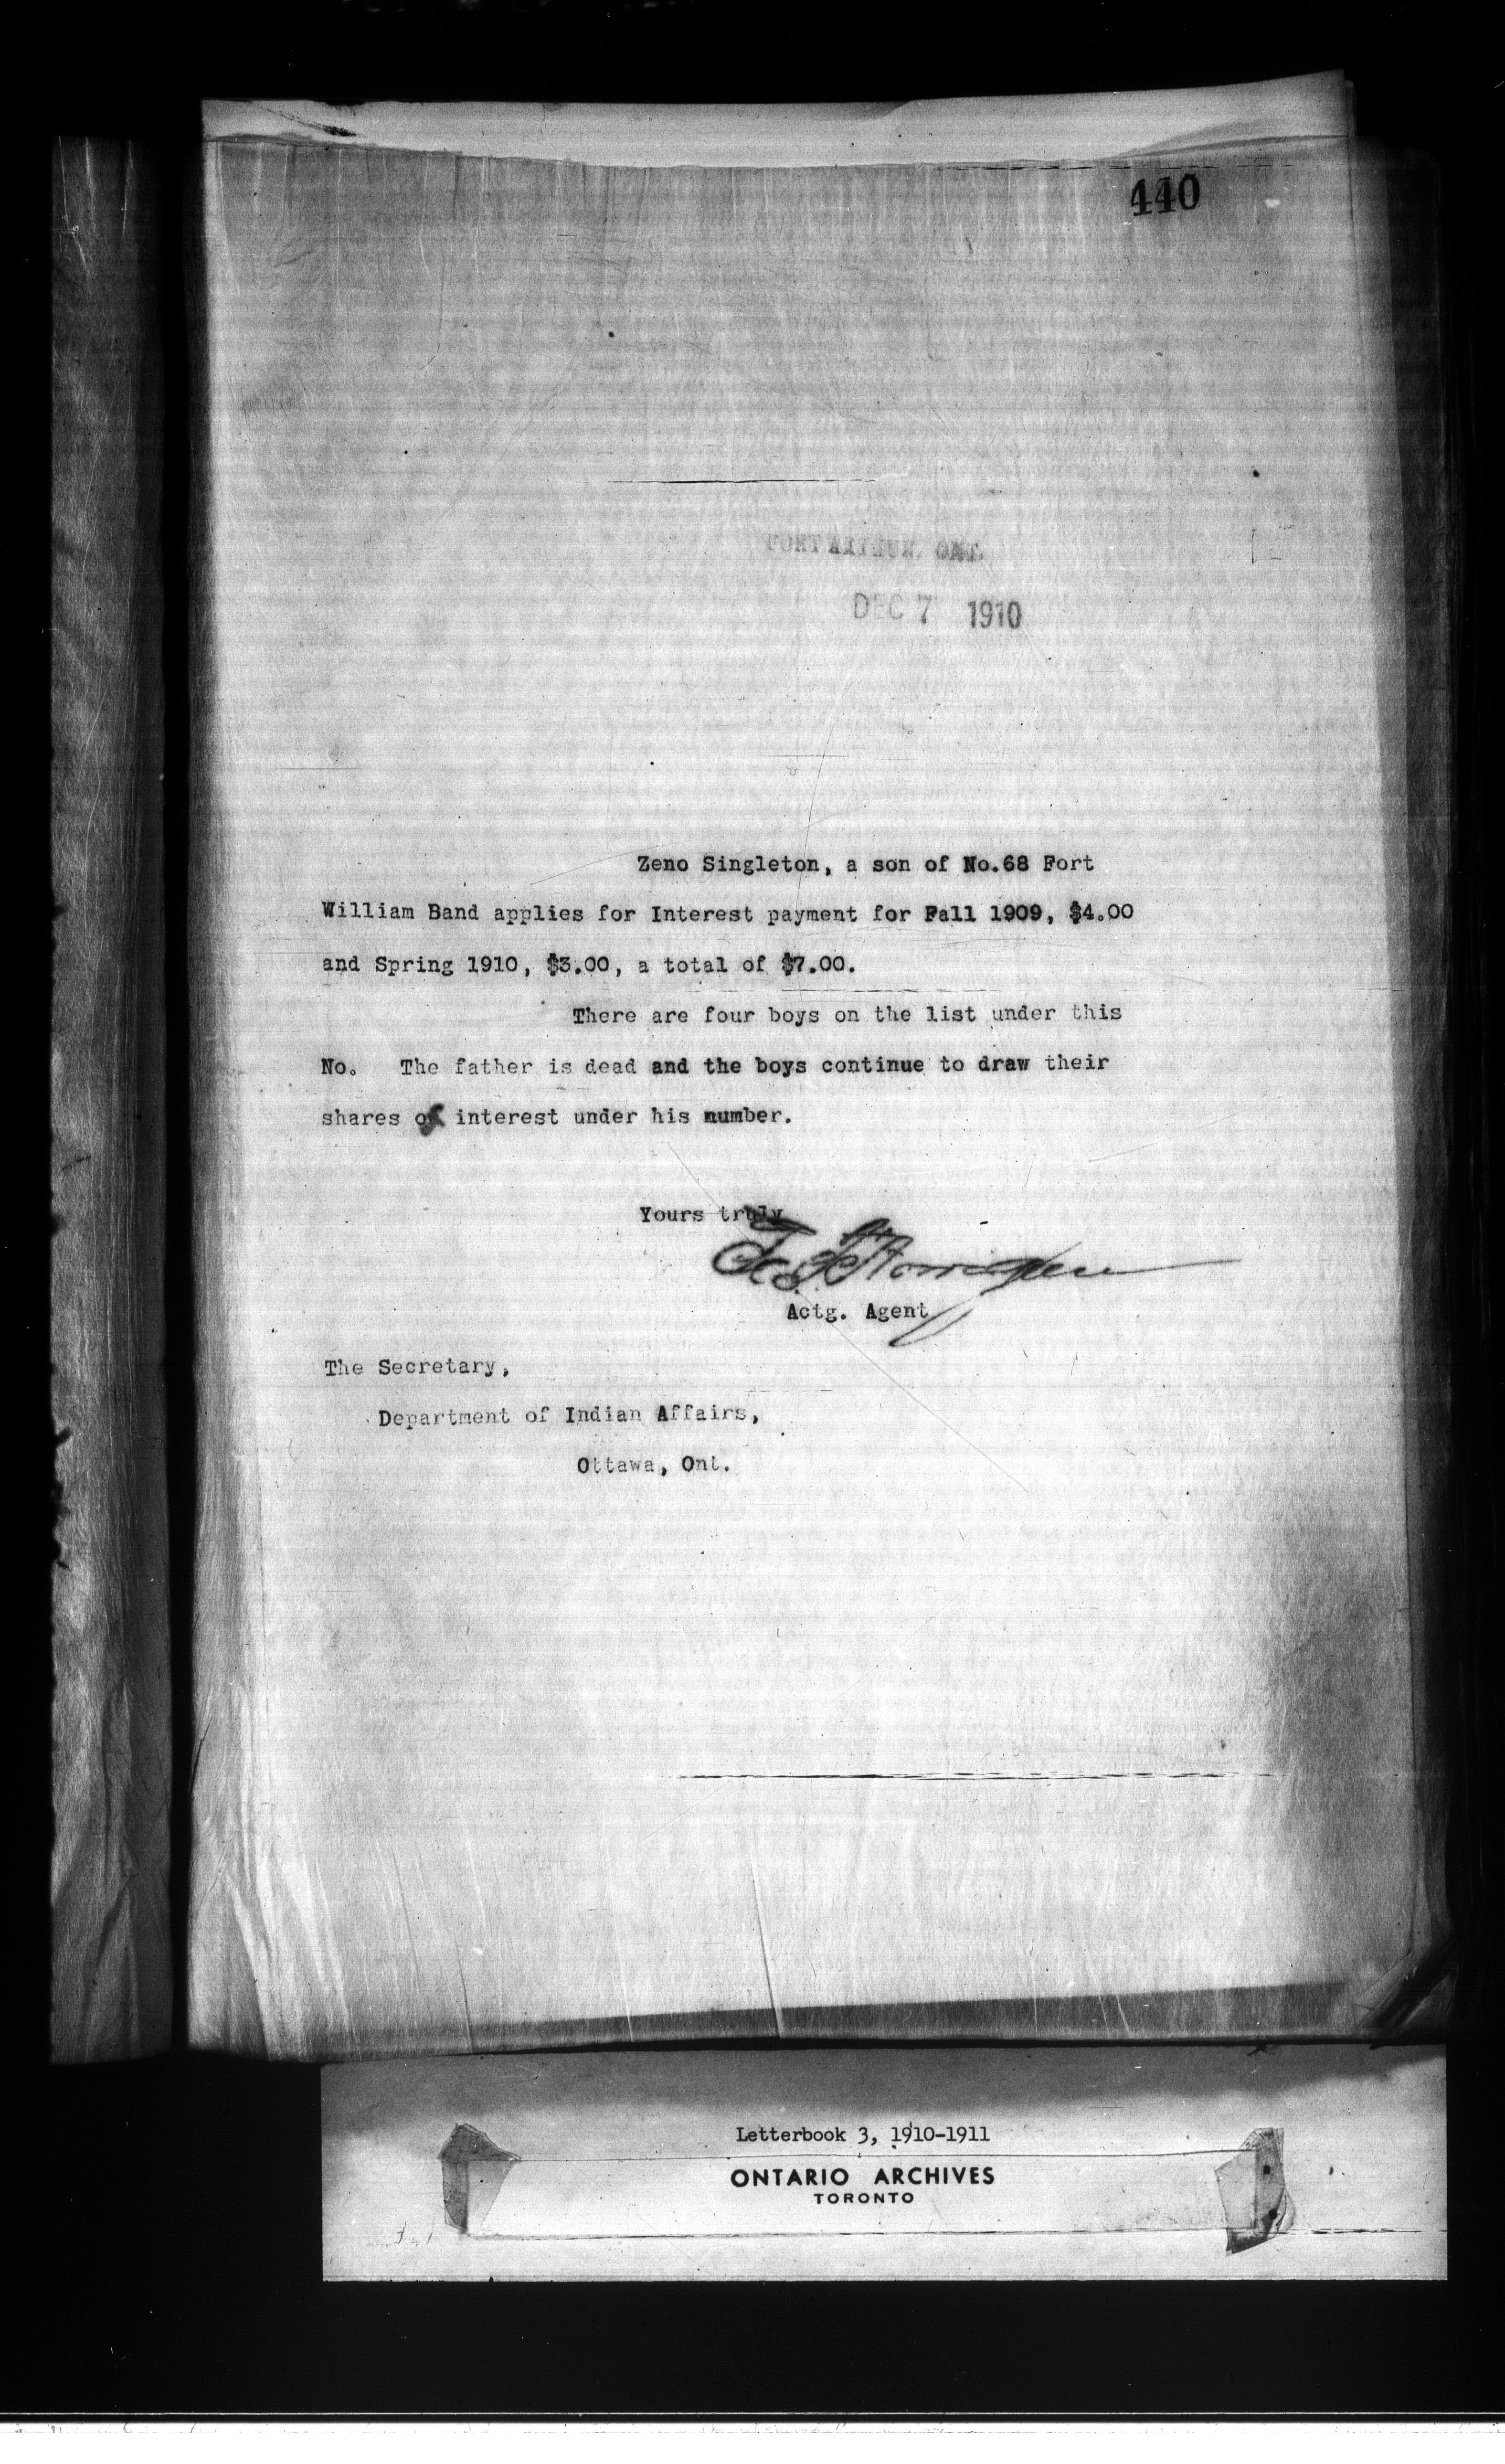 440
PORT ARTHUR, ONT.
DEC 7 1910
Zeno Singleton, a son of No.68 Fort
William Band applies for Interest payment for Fall 1909, $4.00
and Spring 1910, $3.00, a total of $7.00.
There are four boys on the list under this
No. The father is dead and the boys continue to draw their
shares of interest under his number.
Yours truly
Actg. Agent
The Secretary,
Department of Indian Affairs,
Ottawa, Ont.
Letterbook 3, 1910-1911
ONTARIO ARCHIVES
TORONTO